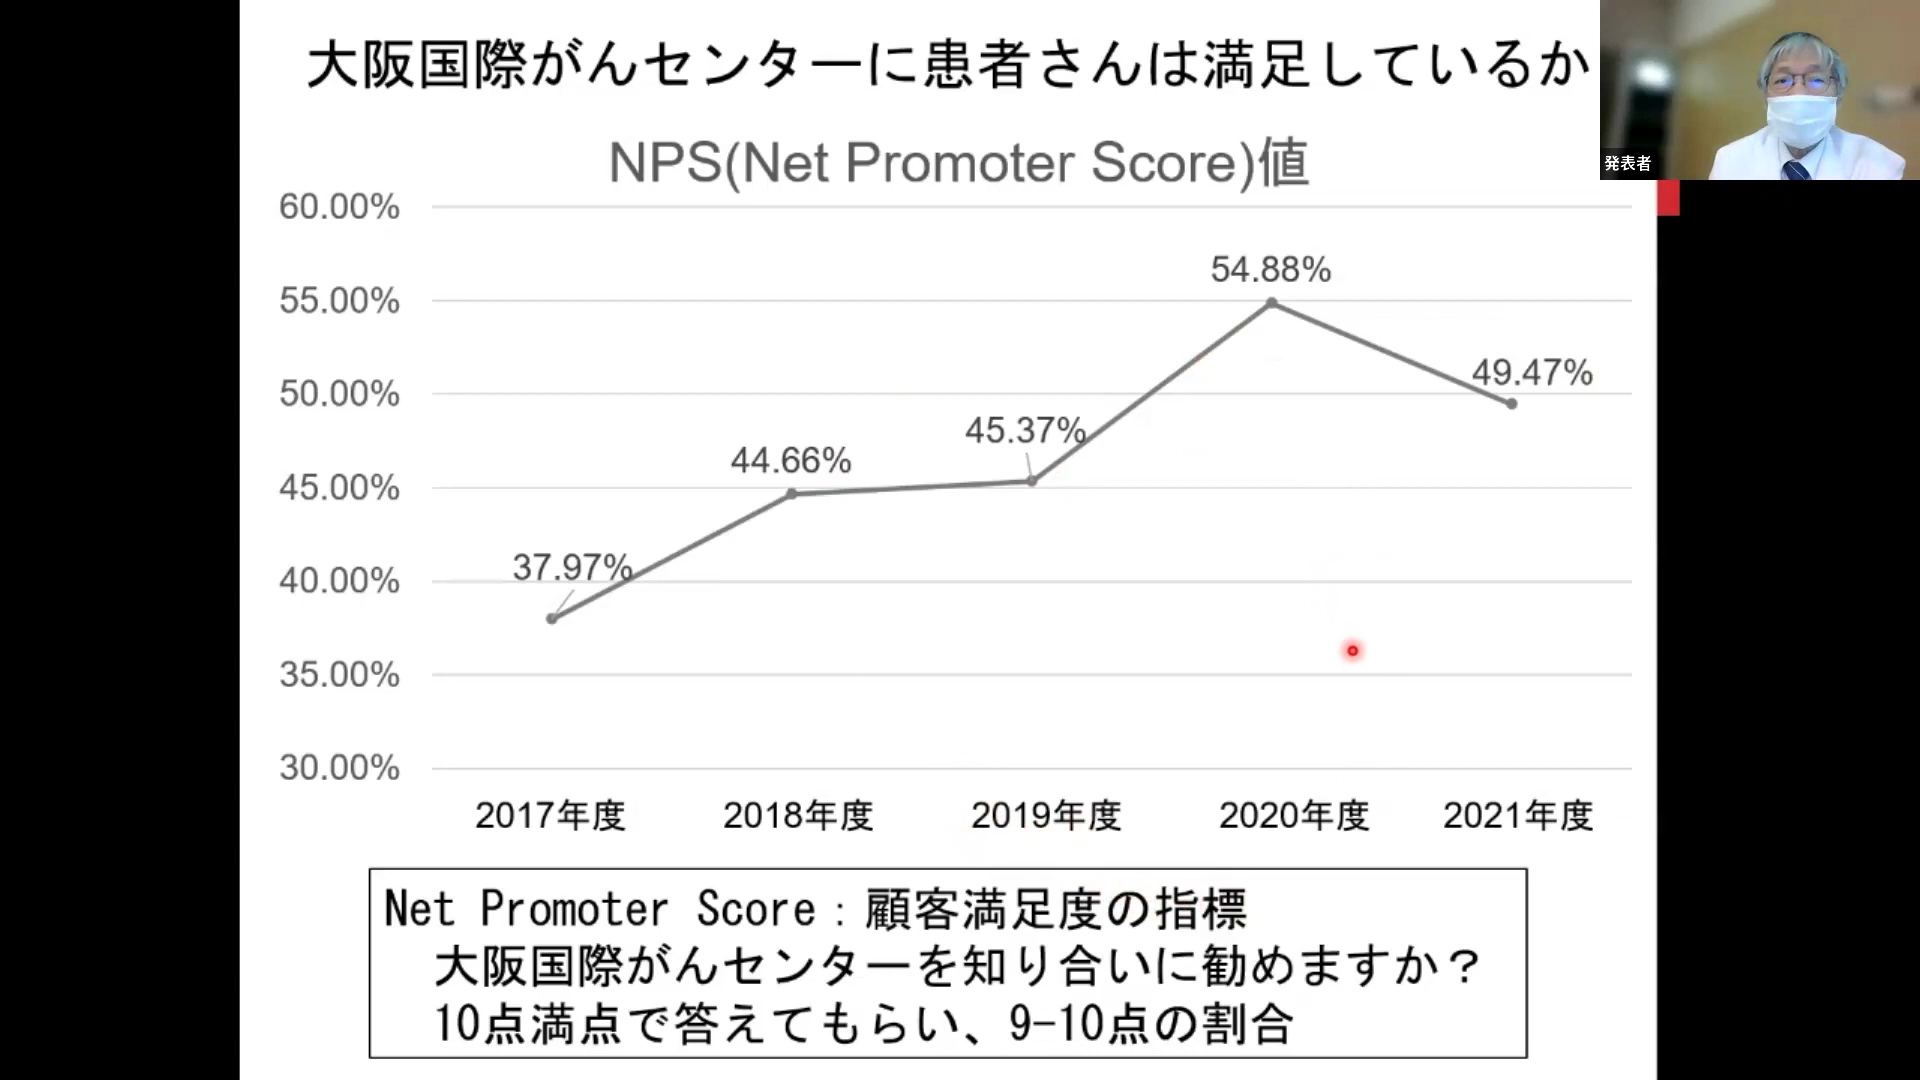 大阪国際がんセンターに患者さんは満足しているか
発表者
NPS(Net Promoter Score)値
60.00%
55.00%
50.00%
45.00%
40.00%
35.00%
30.00%
37.97%
44.66%
45.37%
54.88%
49.47%
2017年度
2018年度
2019年度
2020年度
2021年度
Net Promoter Score：顧客満足度の指標
大阪国際がんセンターを知り合いに勧めますか？
10点満点で答えてもらい、9-10点の割合